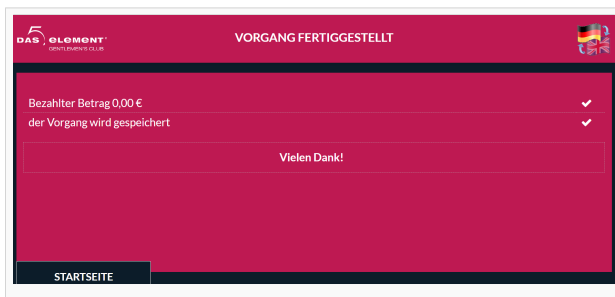 DAS 5 ELEMENT
GENTLEMEN'S CLUB
VORGANG FERTIGGESTELLT
Bezahlter Betrag 0,00 €
der Vorgang wird gespeichert
Vielen Dank!
STARTSEITE